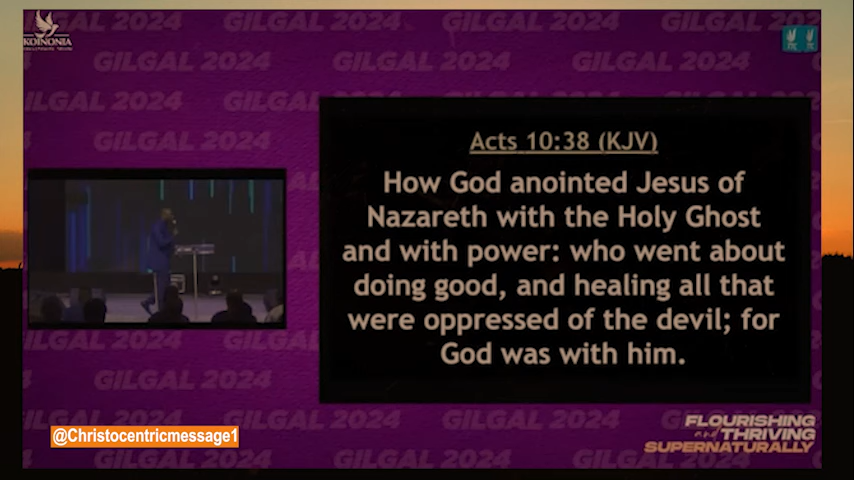 KOINONIA
GILGAL 2024
Acts 10:38 (KJV)
How God anointed Jesus of
Nazareth with the Holy Ghost
and with power: who went about
doing good, and healing all that
were oppressed of the devil; for
God was with him.
@Christocentricmessage1
FLOURISHING
and THRIVING
SUPERNATURALLY